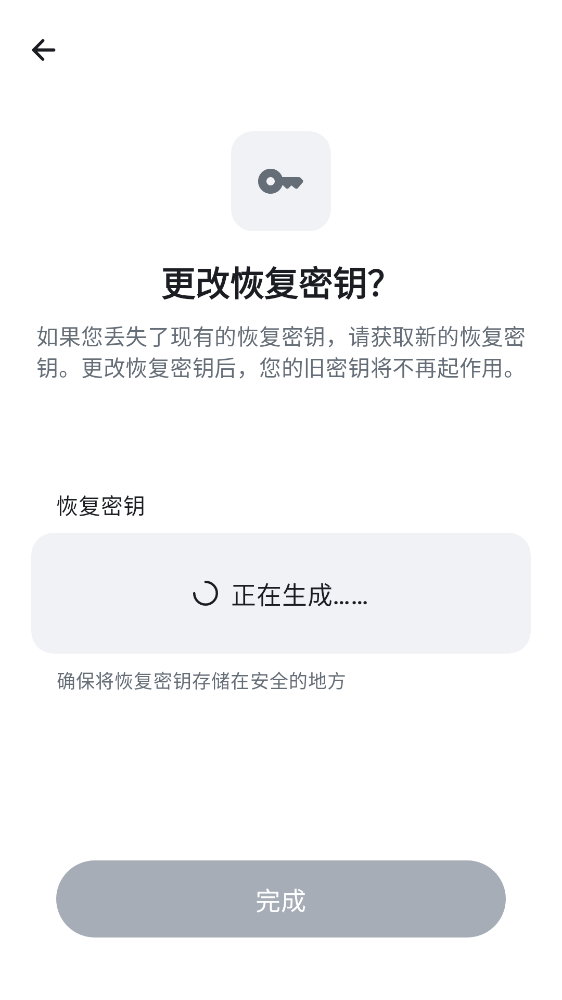 更改恢复密钥？
如果您丢失了现有的恢复密钥，请获取新的恢复密
钥。更改恢复密钥后，您的旧密钥将不再起作用。
恢复密钥
正在生成……
确保将恢复密钥存储在安全的地方
完成